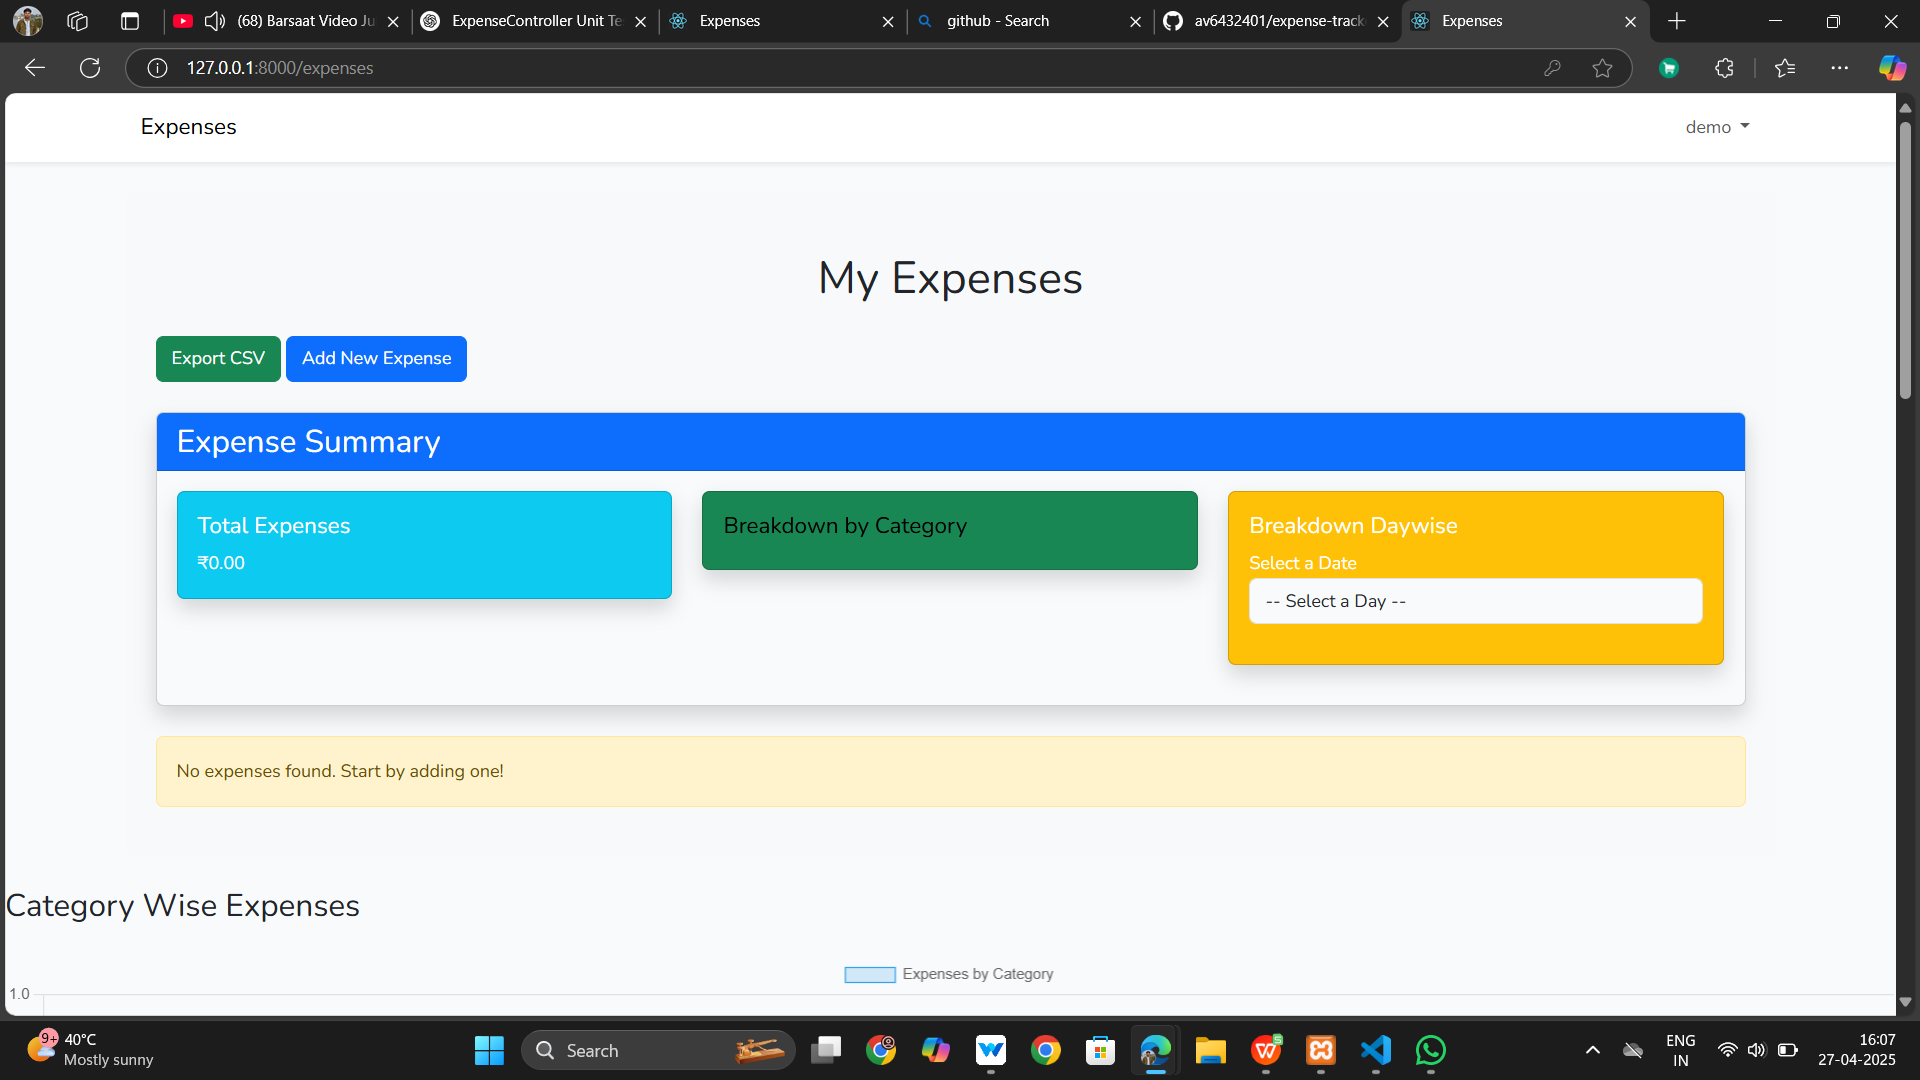 (68) Barsaat Video Ju
ExpenseController Unit Te
Expenses
github - Search
av6432401/expense-track
Expenses
127.0.0.1:8000/expenses
Expenses
demo
My Expenses
Export CSV
Add New Expense
Expense Summary
Total Expenses
₹0.00
Breakdown by Category
Breakdown Daywise
Select a Date
-- Select a Day --
No expenses found. Start by adding one!
Category Wise Expenses
Expenses by Category
1.0
9+
40°C
Mostly sunny
Search
ENG
IN
16:07
27-04-2025